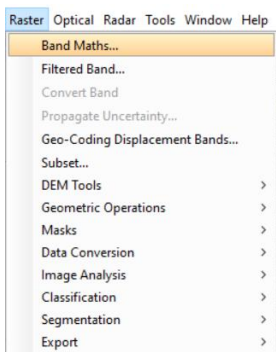 Raster Optical Radar Tools Window Help
Band Maths...
Filtered Band...
Convert Band
Propagate Uncertainty...
Geo-Coding Displacement Bands...
Subset...
DEM Tools
Geometric Operations
Masks
Data Conversion
Image Analysis
Classification
Segmentation
Export